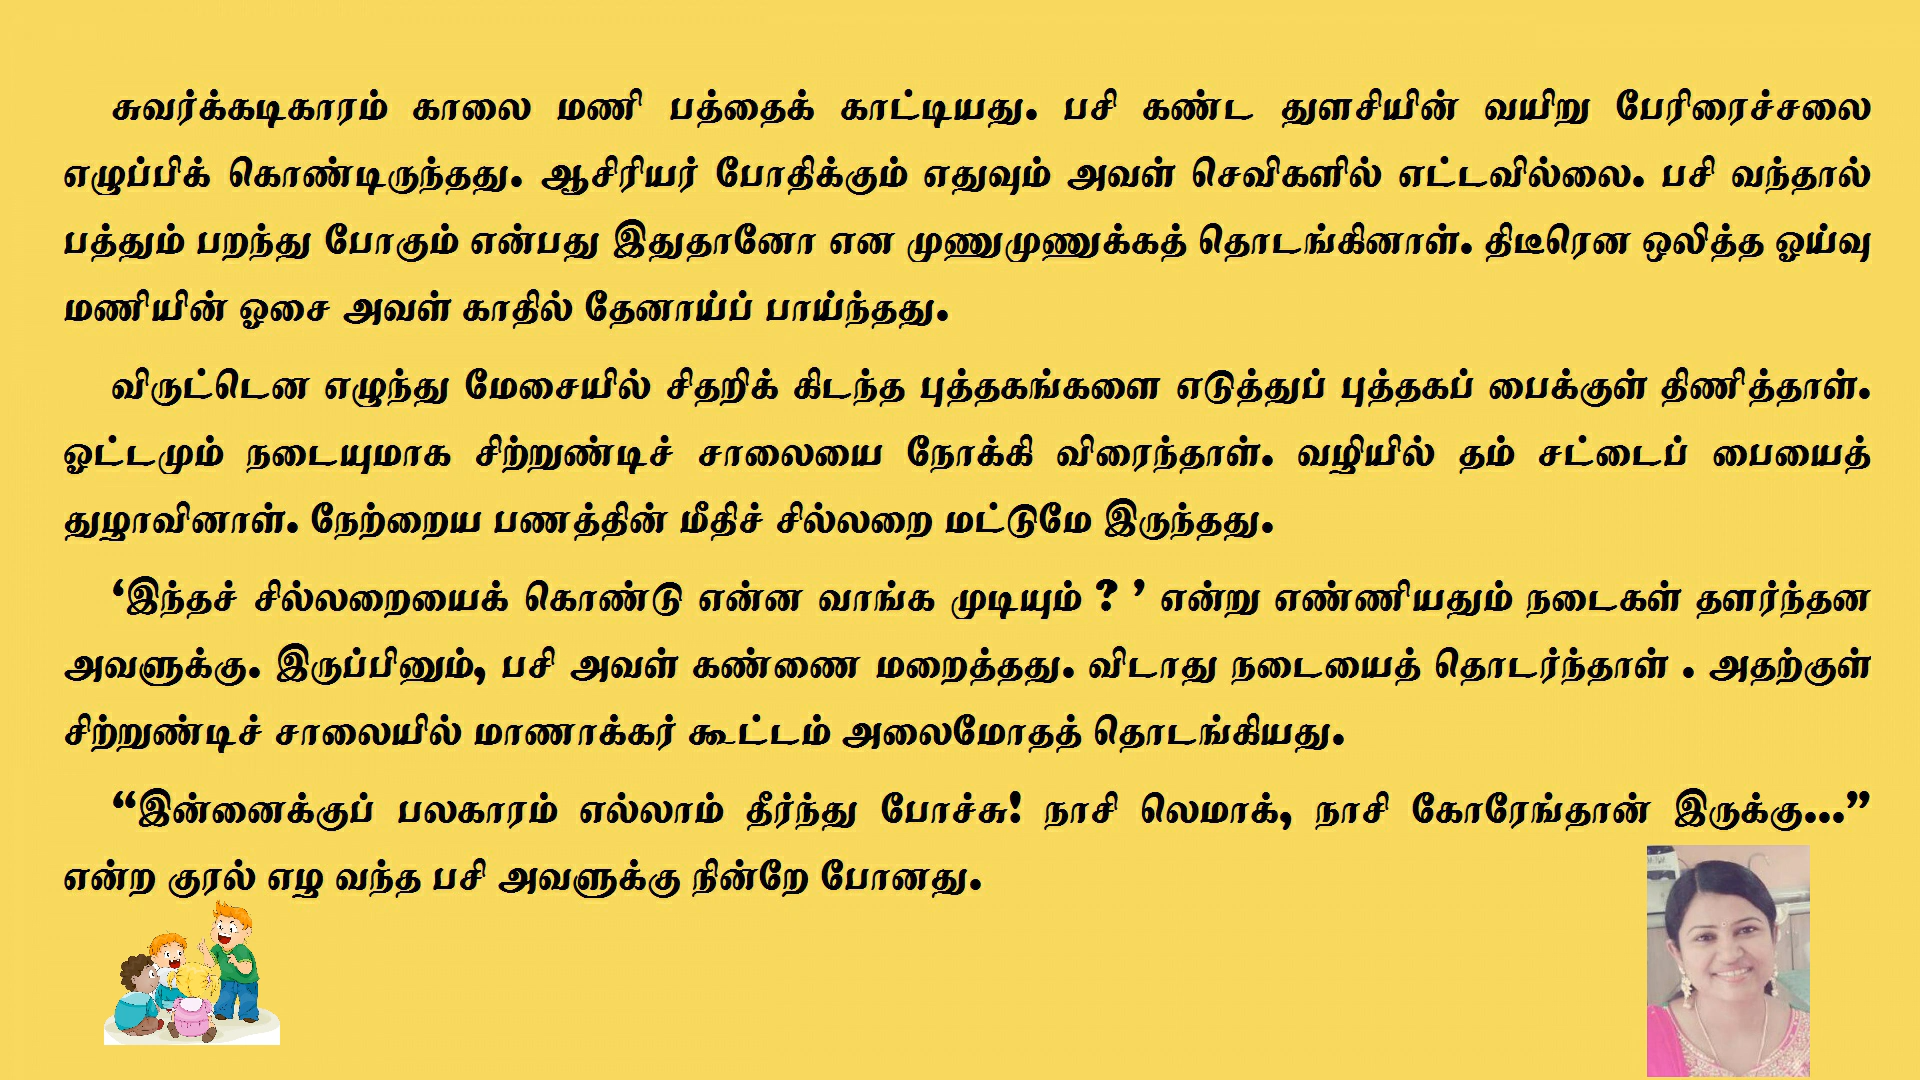 சுவர்க்கடிகாரம் காலை மணி பத்தைக் காட்டியது. பசி கண்ட துளசியின் வயிறு பேரிரைச்சலை
எழுப்பிக் கொண்டிருந்தது. ஆசிரியர் போதிக்கும் எதுவும் அவள் செவிகளில் எட்டவில்லை. பசி வந்தால்
பத்தும் பறந்து போகும் என்பது இதுதானோ என முணுமுணுக்கத் தொடங்கினாள். திடீரென ஒலித்த ஓய்வு
மணியின் ஓசை அவள் காதில் தேனாய்ப் பாய்ந்தது.
விருட்டென எழுந்து மேசையில் சிதறிக் கிடந்த புத்தகங்களை எடுத்துப் புத்தகப் பைக்குள் திணித்தாள்.
ஓட்டமும் நடையுமாக சிற்றுண்டிச் சாலையை நோக்கி விரைந்தாள். வழியில் தம் சட்டைப் பையைத்
துழாவினாள். நேற்றைய பணத்தின் மீதிச் சில்லறை மட்டுமே இருந்தது.
‘இந்தச் சில்லறையைக் கொண்டு என்ன வாங்க முடியும் ? ’ என்று எண்ணியதும் நடைகள் தளர்ந்தன
அவளுக்கு. இருப்பினும், பசி அவள் கண்ணை மறைத்தது. விடாது நடையைத் தொடர்ந்தாள் . அதற்குள்
சிற்றுண்டிச் சாலையில் மாணாக்கர் கூட்டம் அலைமோதத் தொடங்கியது.
“இன்னைக்குப் பலகாரம் எல்லாம் தீர்ந்து போச்சு! நாசி லெமாக், நாசி கோரேங்தான் இருக்கு...”
என்ற குரல் எழ வந்த பசி அவளுக்கு நின்றே போனது.